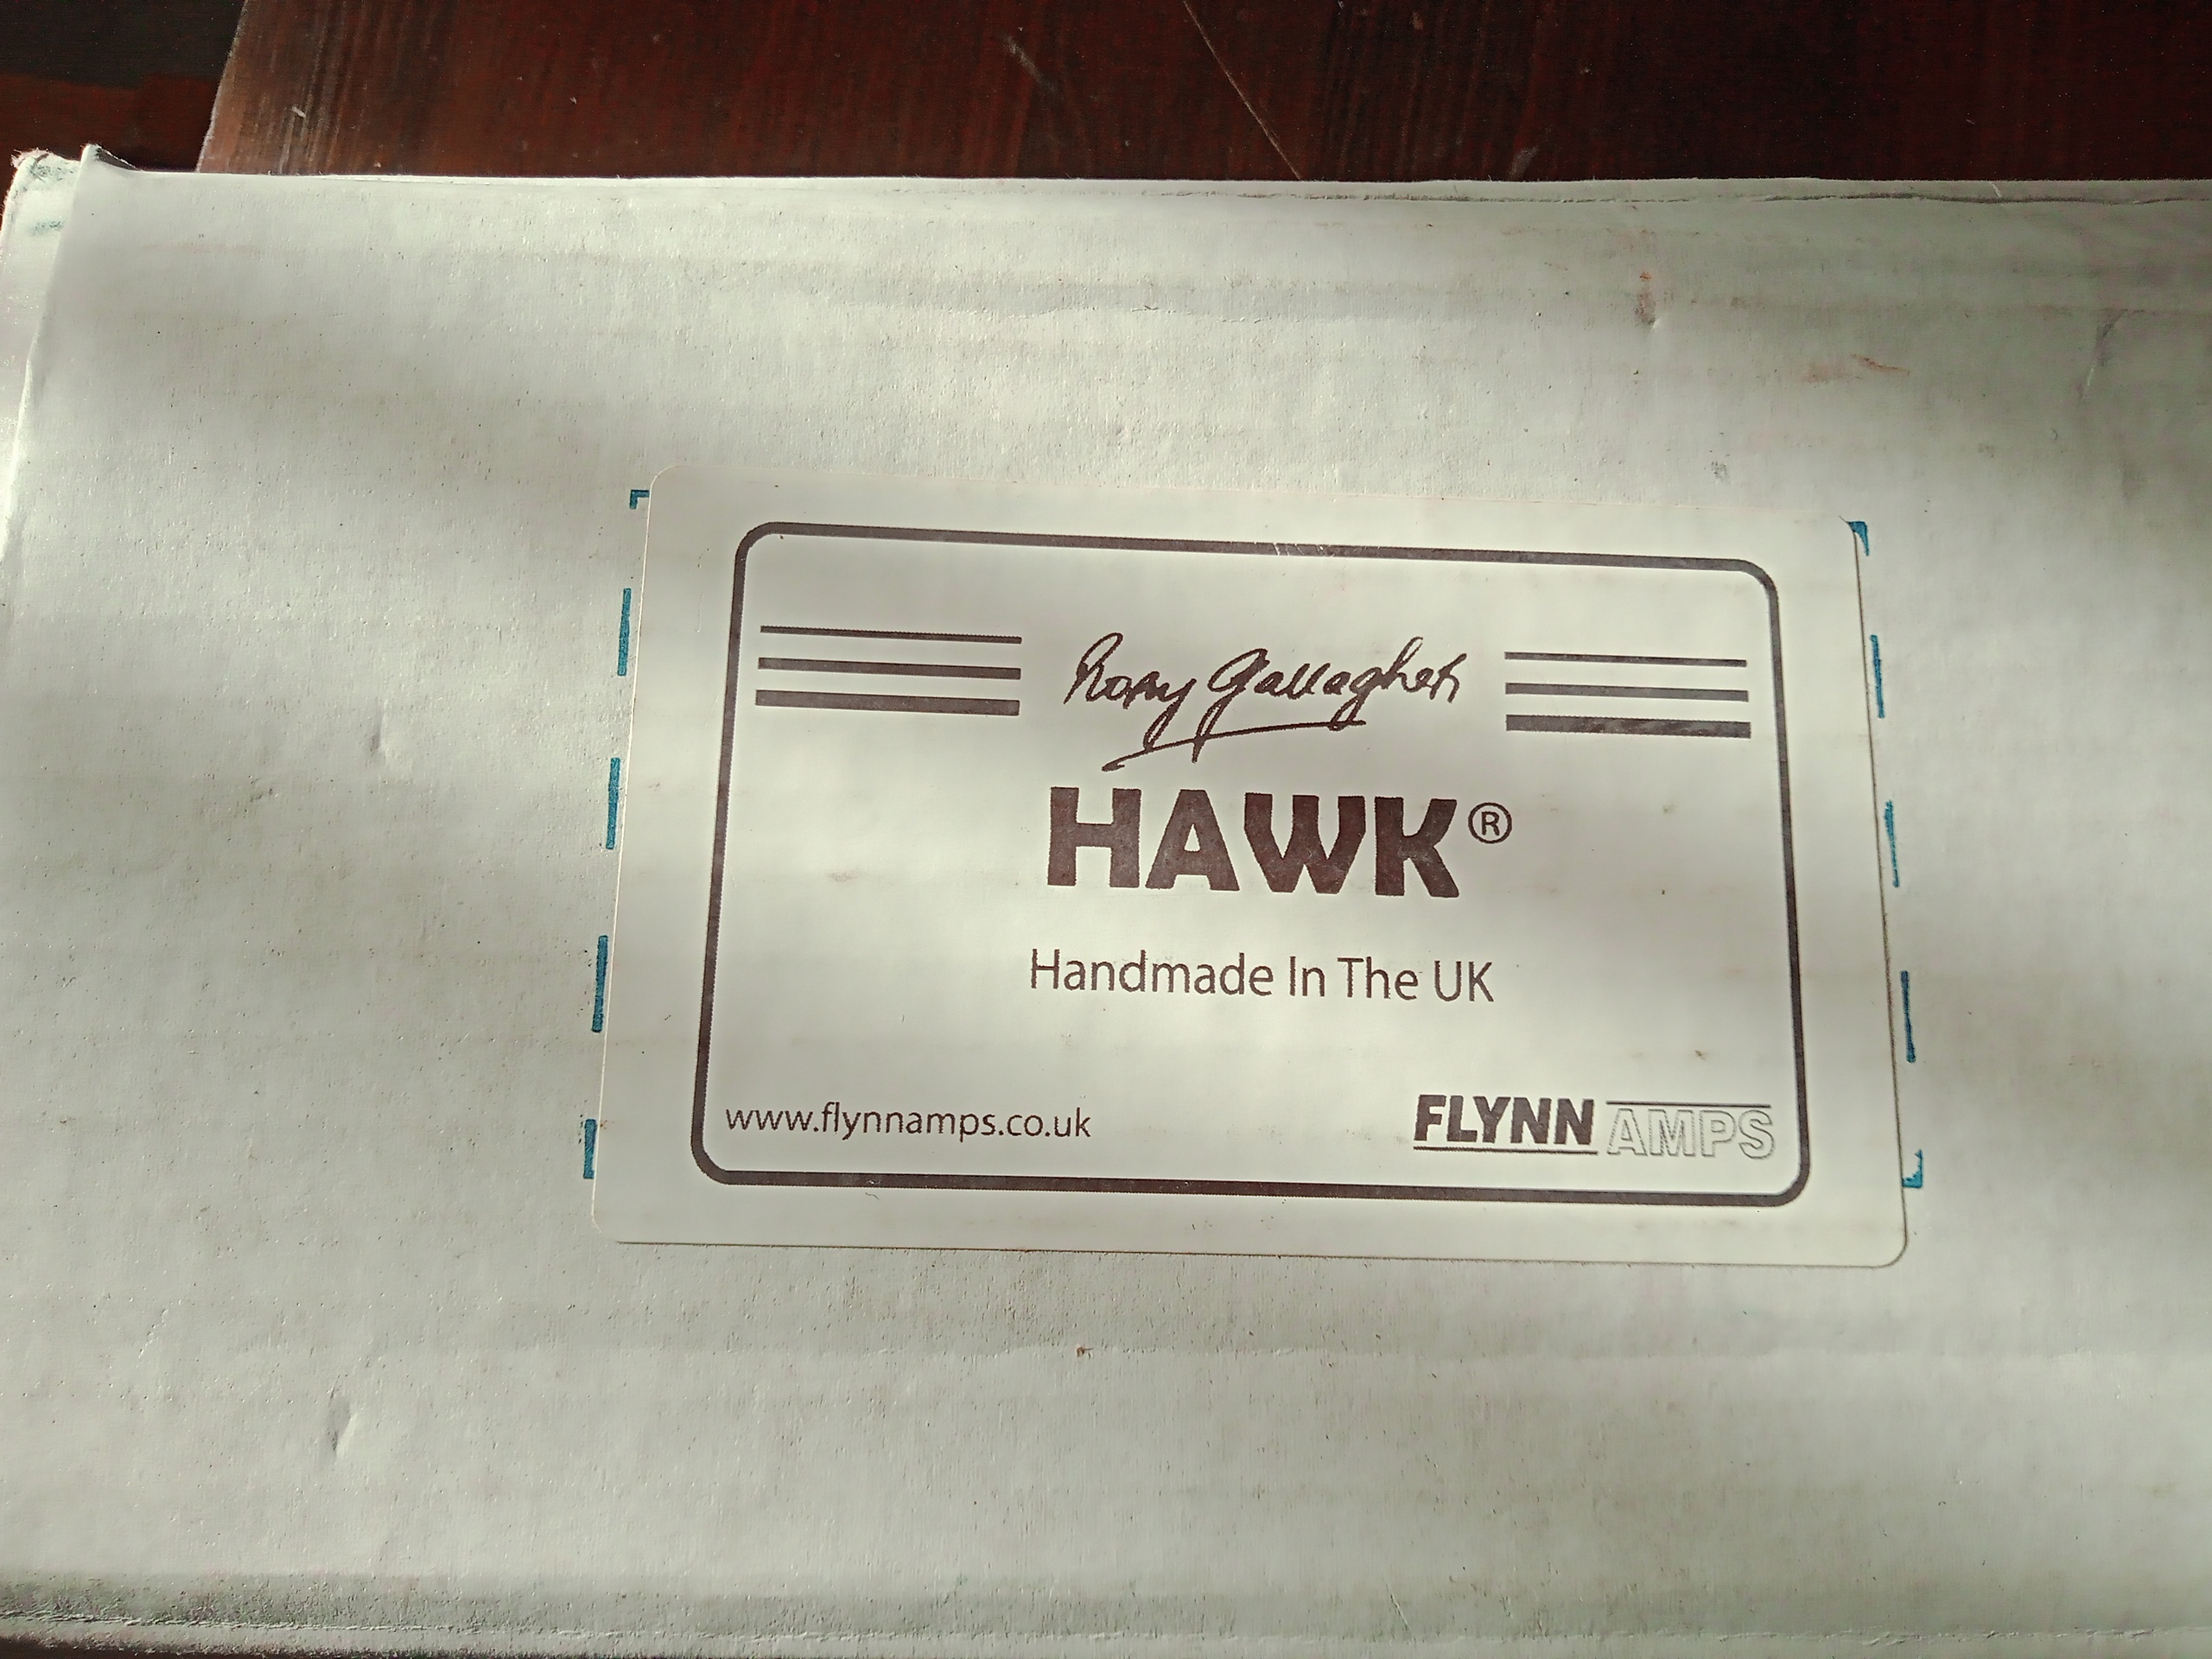 Rory Gallagher
HAWK®
Handmade In The UK
www.flynnamps.co.uk
FLYNN AMPS